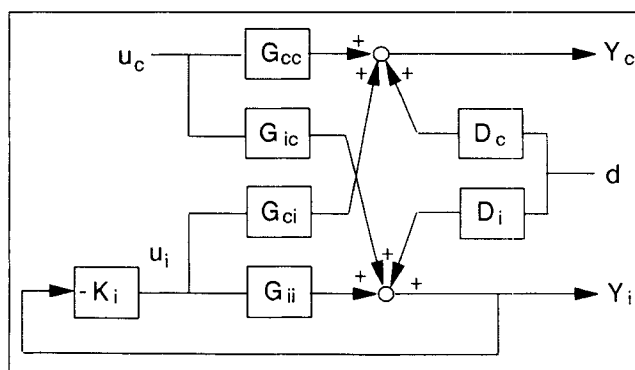 u_c
G_cc
+
+
+
Y_c
G_ic
D_c
d
G_ci
D_i
u_i
-K_i
G_ii
+
+
+
Y_i